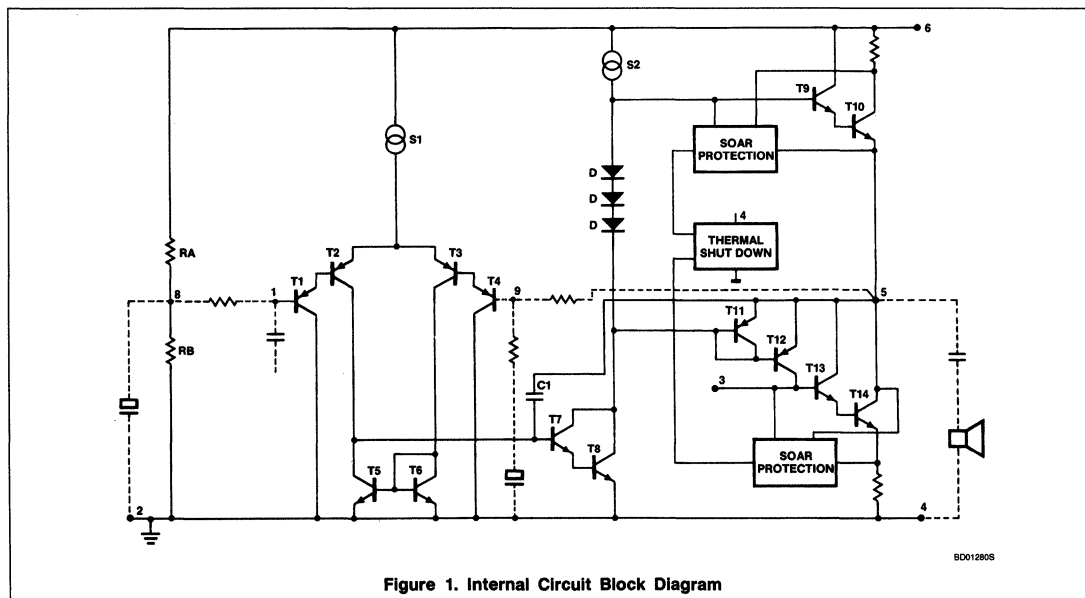 6
S2
T9
T10
S1
SOAR
PROTECTION
D
D
D
4
THERMAL
SHUT DOWN
RA
T2
T3
T1
T4
8
1
9
5
T11
RB
T12
3
T13
C1
T14
T7
T8
SOAR
PROTECTION
T5
T6
2
4
BD01280S
Figure 1. Internal Circuit Block Diagram